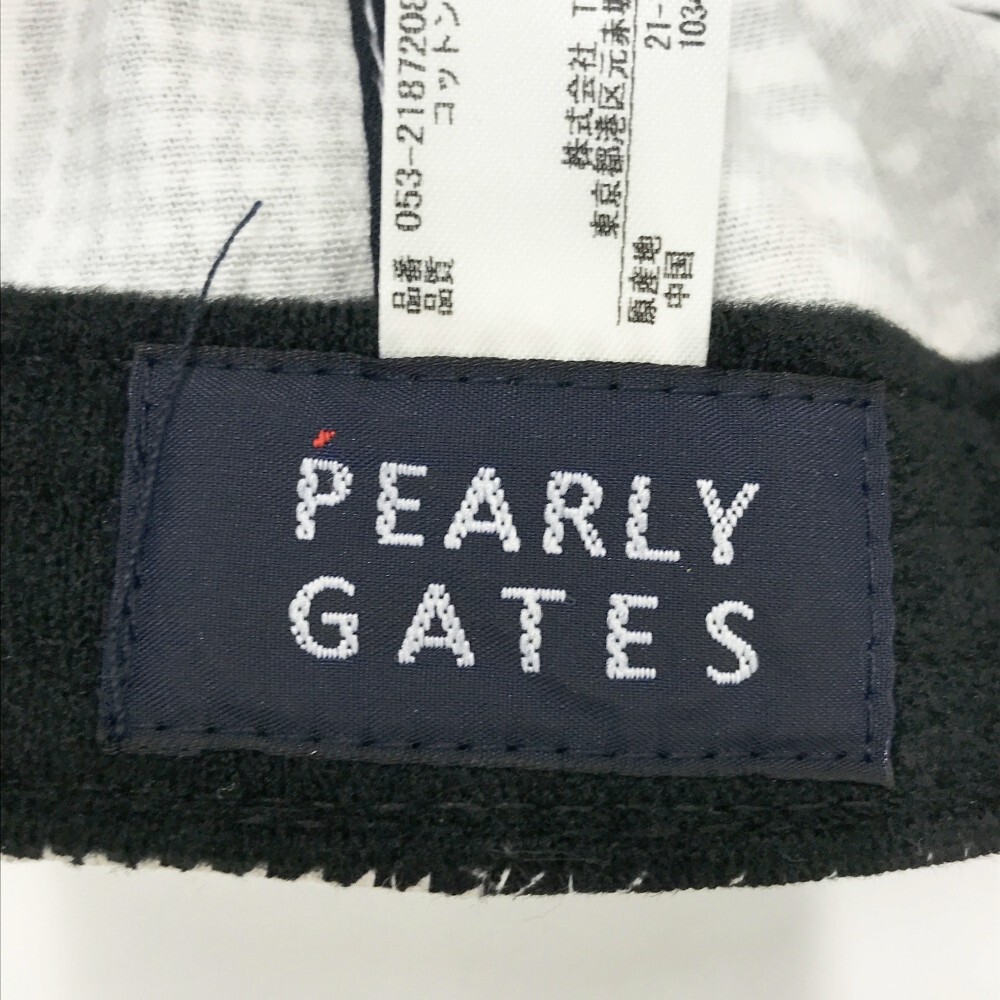 品番 053-2187208
品質 コットン
株式会社 T
東京都港区元赤坂
21-
1034
原産地
中国
PEARLY
GATES